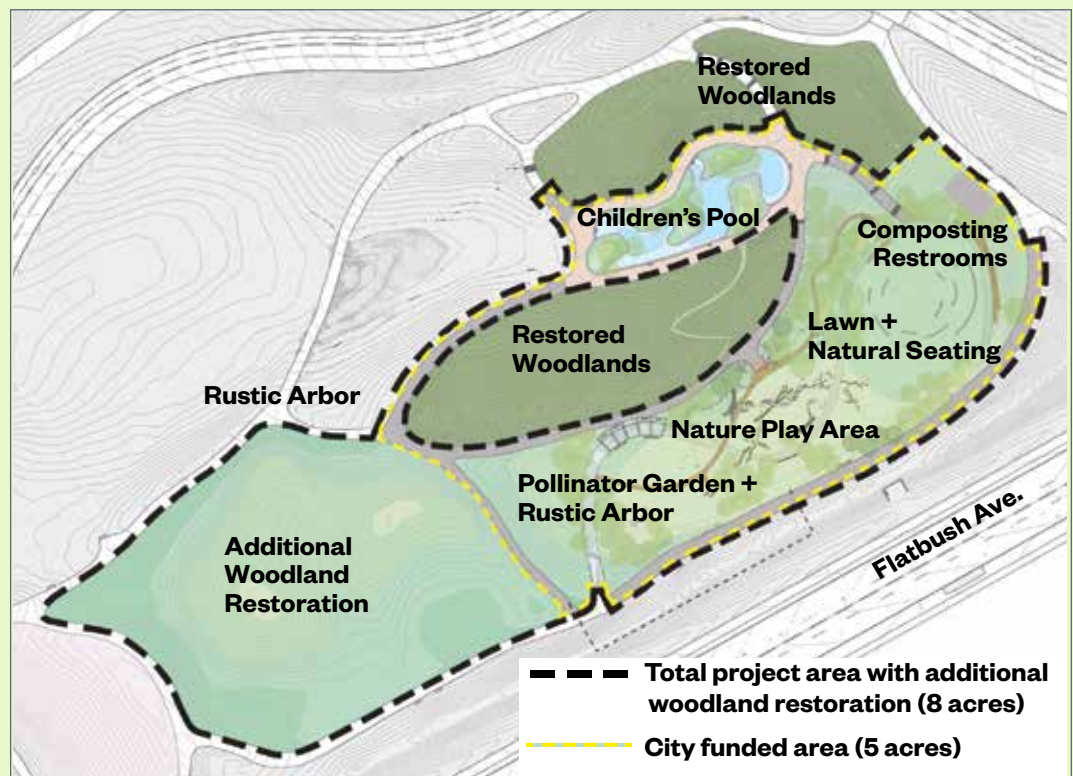 Restored
Woodlands
Children's Pool
Composting
Restrooms
Restored
Woodlands
Lawn +
Natural Seating
Rustic Arbor
Nature Play Area
Pollinator Garden +
Rustic Arbor
Additional
Woodland
Restoration
Flatbush Ave.
Total project area with additional
woodland restoration (8 acres)
City funded area (5 acres)